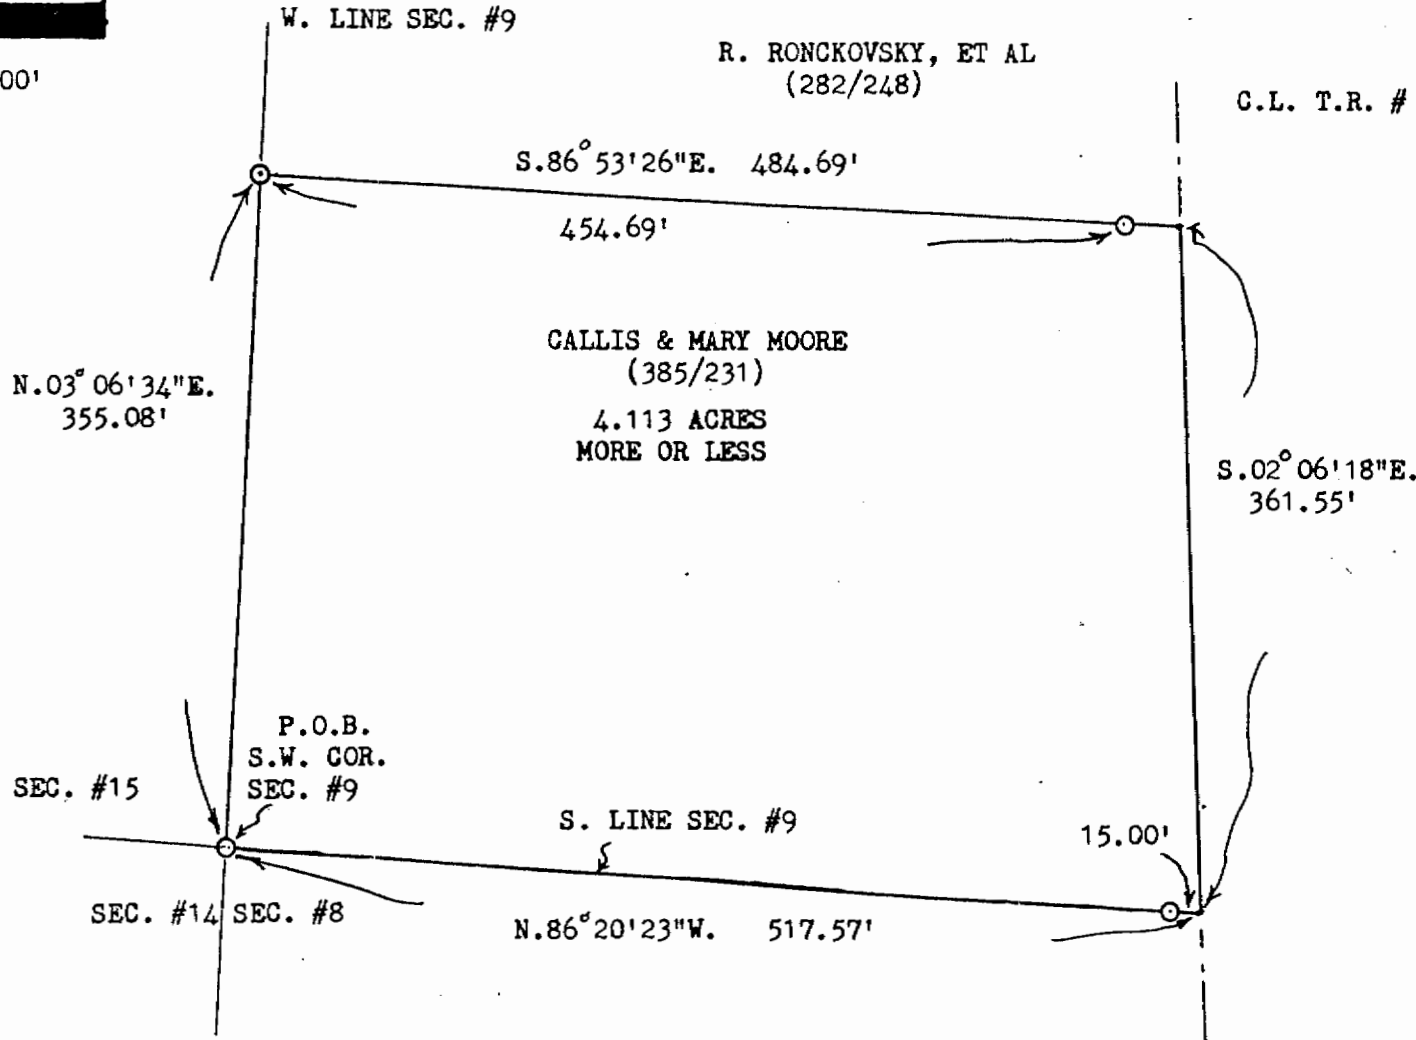 W. LINE SEC. #9
R. RONCKOVSKY, ET AL
(282/248)
00'
C.L. T.R. #
S.86°53'26"E. 484.69'
454.69'
CALLIS & MARY MOORE
(385/231)
N.03°06'34"E.
355.08'
4.113 ACRES
MORE OR LESS
S.02°06'18"E.
361.55'
P.O.B.
S.W. COR.
SEC. #9
SEC. #15
S. LINE SEC. #9
15.00'
SEC. #14 SEC. #8
N.86°20'23"W. 517.57'